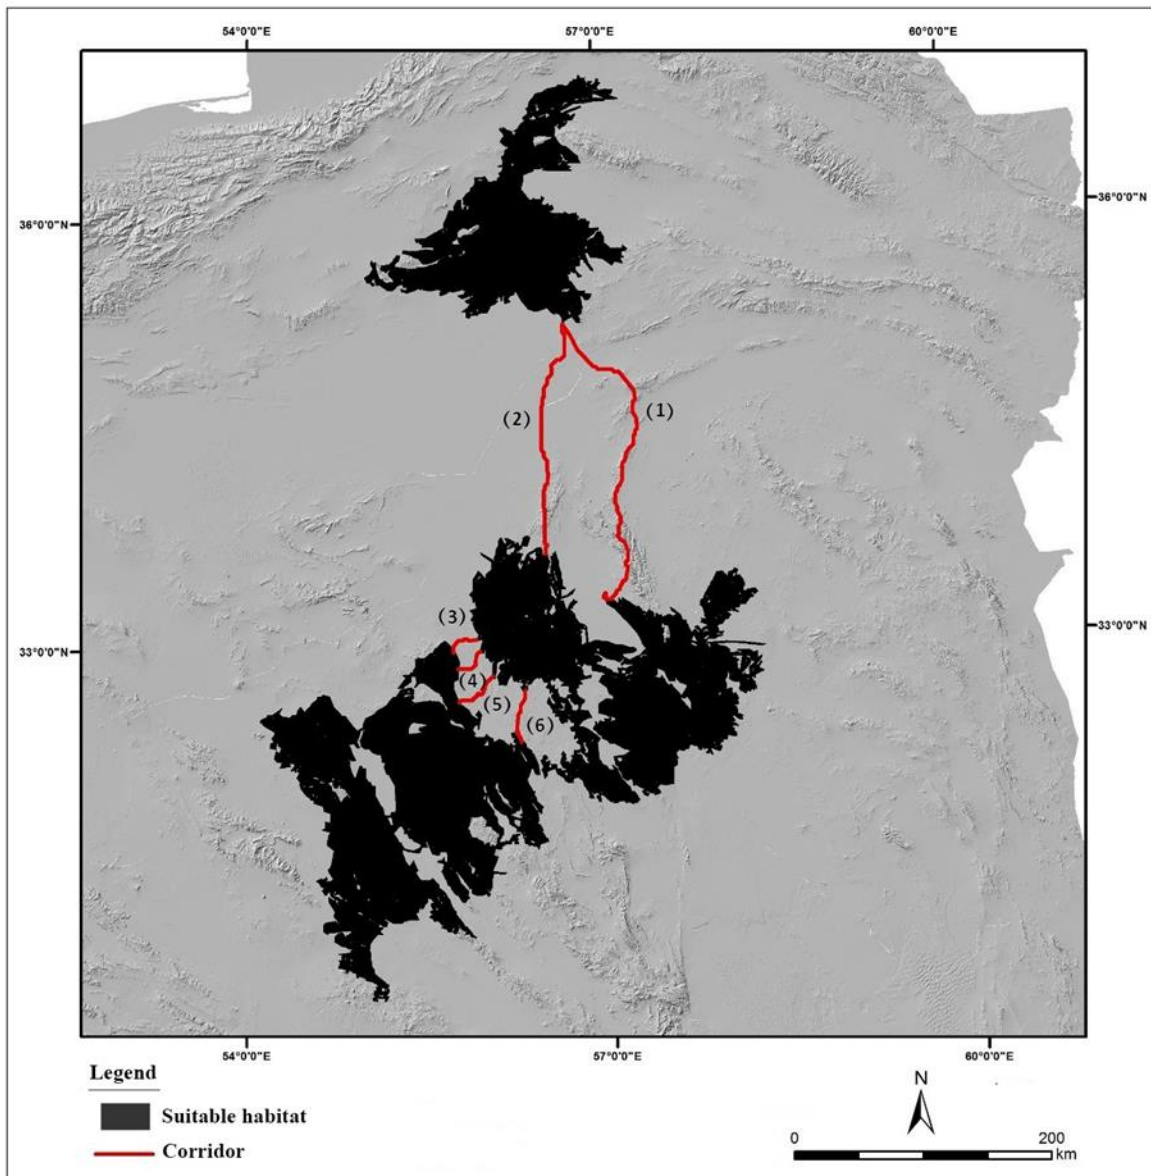 54°0'0"E 57°0'0"E 60°0'0"E
36°0'0"N 36°0'0"N
(2) (1)
(3)
33°0'0"N 33°0'0"N
(4)
(5)
(6)
54°0'0"E 57°0'0"E 60°0'0"E
Legend
Suitable habitat
Corridor
N
0 200
km